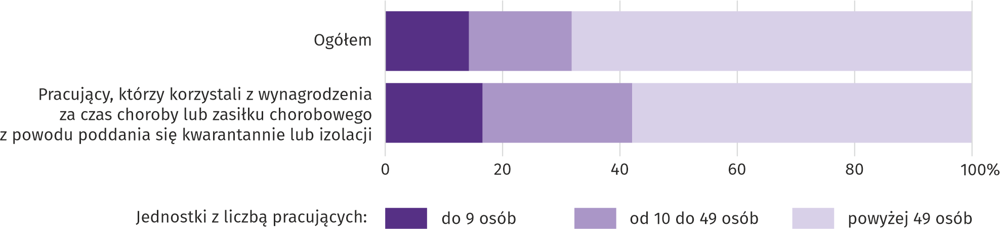 Ogółem
Pracujący, którzy korzystali z wynagrodzenia
za czas choroby lub zasiłku chorobowego
z powodu poddania się kwarantannie lub izolacji
0 20 40 60 80 100%
Jednostki z liczbą pracujących: do 9 osób od 10 do 49 osób powyżej 49 osób